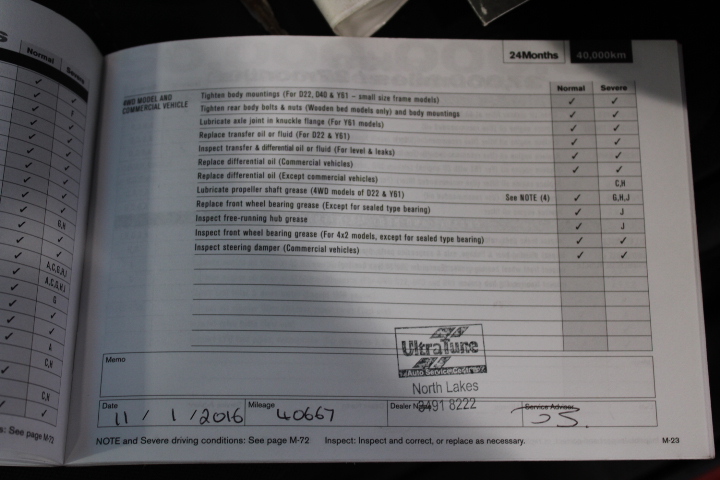 Normal Severe
G,N
A,C,G,H,I
A,C,G,H,I
G
A
C,H
C,H
s: See page M-72
24Months 40,000km
Normal Severe
4WD MODEL AND
COMMERCIAL VEHICLE
Tighten body mountings (For D22, D40 & Y61 - small size frame models) ✓ ✓
Tighten rear body bolts & nuts (Wooden bed models only) and body mountings ✓ ✓
Lubricate axle joint in knuckle flange (For Y61 models) ✓ ✓
Replace transfer oil or fluid (For D22 & Y61) ✓ ✓
Inspect transfer & differential oil or fluid (For level & leaks) ✓ ✓
Replace differential oil (Commercial vehicles) ✓ ✓
Replace differential oil (Except commercial vehicles) C,H
Lubricate propeller shaft grease (4WD models of D22 & Y61) See NOTE (4) ✓ G,H,J
Replace front wheel bearing grease (Except for sealed type bearing) ✓ J
Inspect free-running hub grease ✓ J
Inspect front wheel bearing grease (For 4x2 models, except for sealed type bearing) ✓ ✓
Inspect steering damper (Commercial vehicles) ✓ ✓
Memo
UltraTune
Auto Service Centres
North Lakes
3491 8222
Date 11 / 1 / 2016
Mileage 40667
Dealer Name
Service Advisor
NOTE and Severe driving conditions: See page M-72 Inspect: Inspect and correct, or replace as necessary. M-23